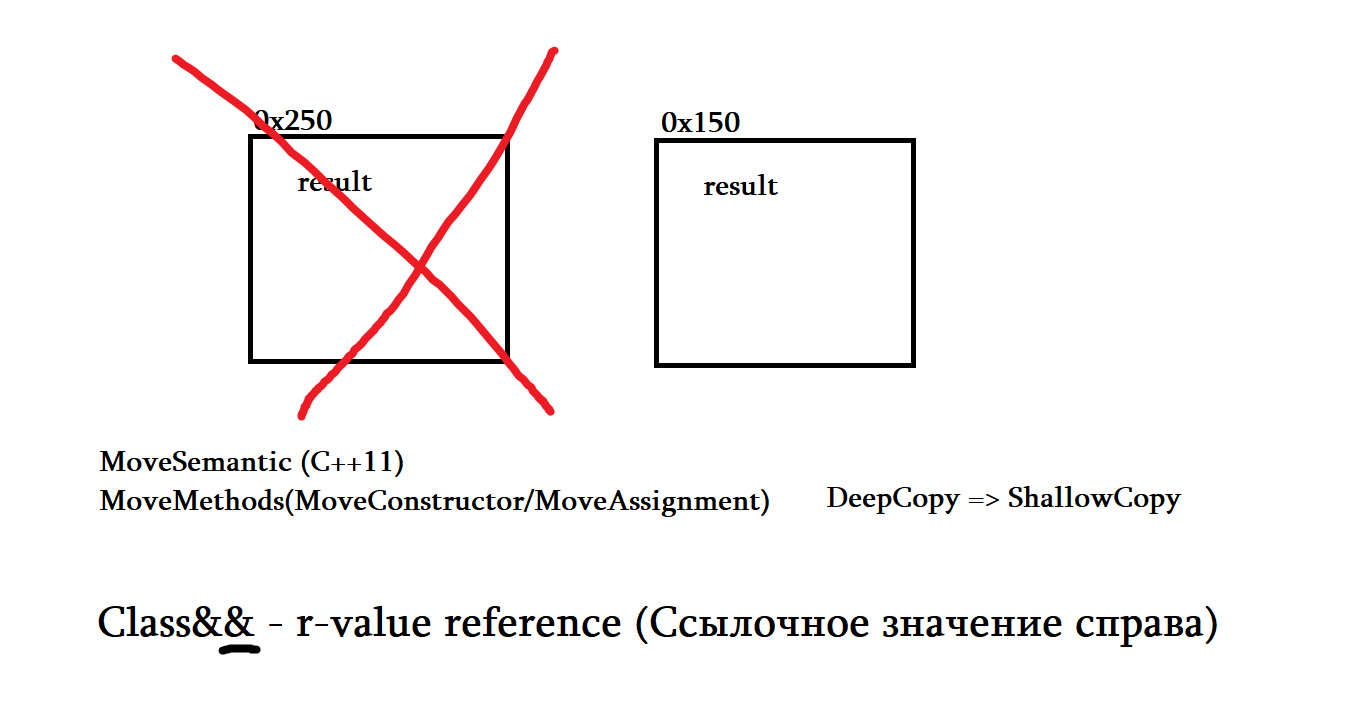 0x250
result
0x150
result
MoveSemantic (C++11)
MoveMethods(MoveConstructor/MoveAssignment)
DeepCopy => ShallowCopy
Class&& - r-value reference (Ссылочное значение справа)